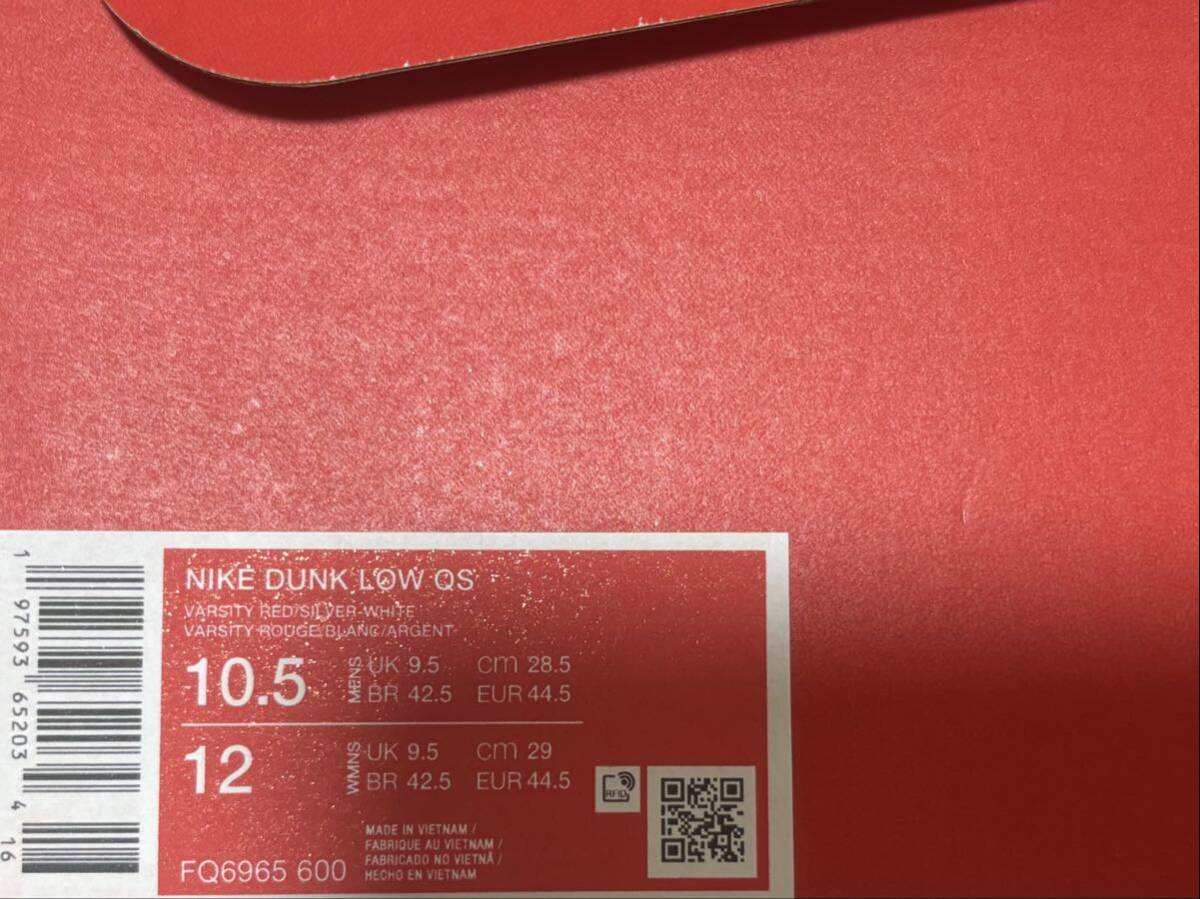 NIKE DUNK LOW QS
VARSITY RED/SILVER-WHITE
VARSITY ROUGE/BLANC/ARGENT
10.5 MENS UK 9.5 cm 28.5
BR 42.5 EUR 44.5
12 WMNS UK 9.5 cm 29
BR 42.5 EUR 44.5
RFID
MADE IN VIETNAM /
FABRIQUE AU VIETNAM /
FABRICADO NO VIETNÃ /
HECHO EN VIETNAM
FQ6965 600
1 97593 65203 4 16